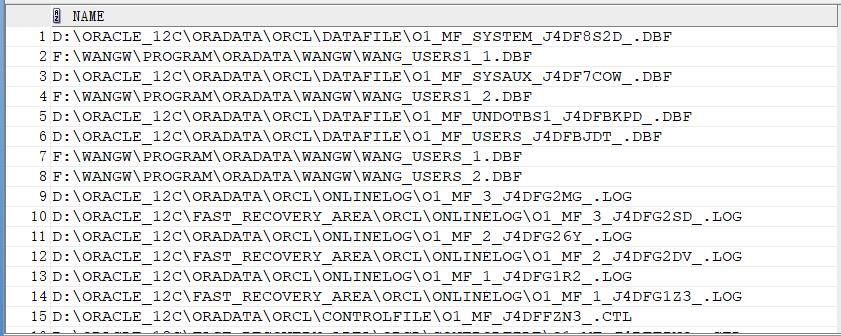 NAME
1 D:\ORACLE_12C\ORADATA\ORCL\DATAFILE\O1_MF_SYSTEM_J4DF8S2D_.DBF
2 F:\WANGW\PROGRAM\ORADATA\WANGW\WANG_USERS1_1.DBF
3 D:\ORACLE_12C\ORADATA\ORCL\DATAFILE\O1_MF_SYSAUX_J4DF7COW_.DBF
4 F:\WANGW\PROGRAM\ORADATA\WANGW\WANG_USERS1_2.DBF
5 D:\ORACLE_12C\ORADATA\ORCL\DATAFILE\O1_MF_UNDOTBS1_J4DFBKPD_.DBF
6 D:\ORACLE_12C\ORADATA\ORCL\DATAFILE\O1_MF_USERS_J4DFBJDT_.DBF
7 F:\WANGW\PROGRAM\ORADATA\WANGW\WANG_USERS_1.DBF
8 F:\WANGW\PROGRAM\ORADATA\WANGW\WANG_USERS_2.DBF
9 D:\ORACLE_12C\ORADATA\ORCL\ONLINELOG\O1_MF_3_J4DFG2MG_.LOG
10 D:\ORACLE_12C\FAST_RECOVERY_AREA\ORCL\ONLINELOG\O1_MF_3_J4DFG2SD_.LOG
11 D:\ORACLE_12C\ORADATA\ORCL\ONLINELOG\O1_MF_2_J4DFG26Y_.LOG
12 D:\ORACLE_12C\FAST_RECOVERY_AREA\ORCL\ONLINELOG\O1_MF_2_J4DFG2DV_.LOG
13 D:\ORACLE_12C\ORADATA\ORCL\ONLINELOG\O1_MF_1_J4DFG1R2_.LOG
14 D:\ORACLE_12C\FAST_RECOVERY_AREA\ORCL\ONLINELOG\O1_MF_1_J4DFG1Z3_.LOG
15 D:\ORACLE_12C\ORADATA\ORCL\CONTROLFILE\O1_MF_J4DFFZN3_.CTL